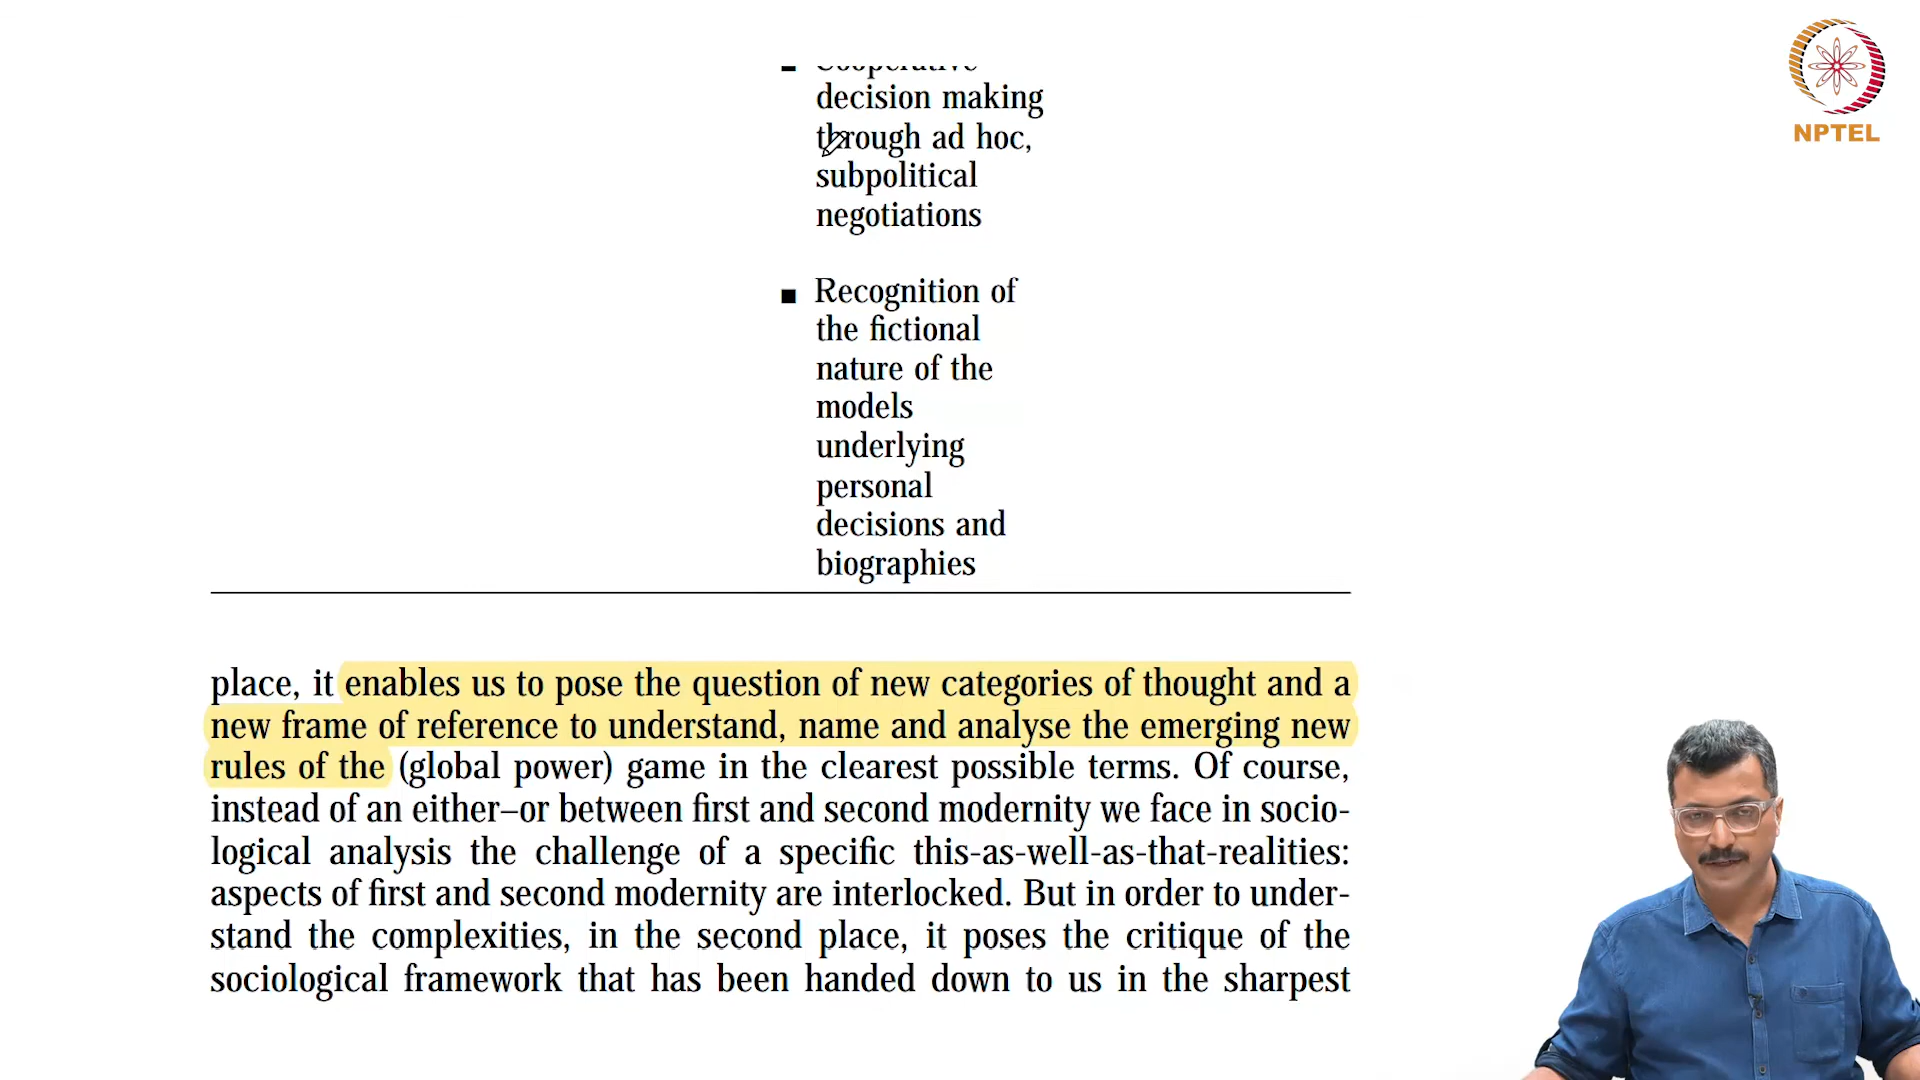 NPTEL
■ Cooperative
decision making
through ad hoc,
subpolitical
negotiations
■ Recognition of
the fictional
nature of the
models
underlying
personal
decisions and
biographies
place, it enables us to pose the question of new categories of thought and a
new frame of reference to understand, name and analyse the emerging new
rules of the (global power) game in the clearest possible terms. Of course,
instead of an either–or between first and second modernity we face in socio-
logical analysis the challenge of a specific this-as-well-as-that-realities:
aspects of first and second modernity are interlocked. But in order to under-
stand the complexities, in the second place, it poses the critique of the
sociological framework that has been handed down to us in the sharpest